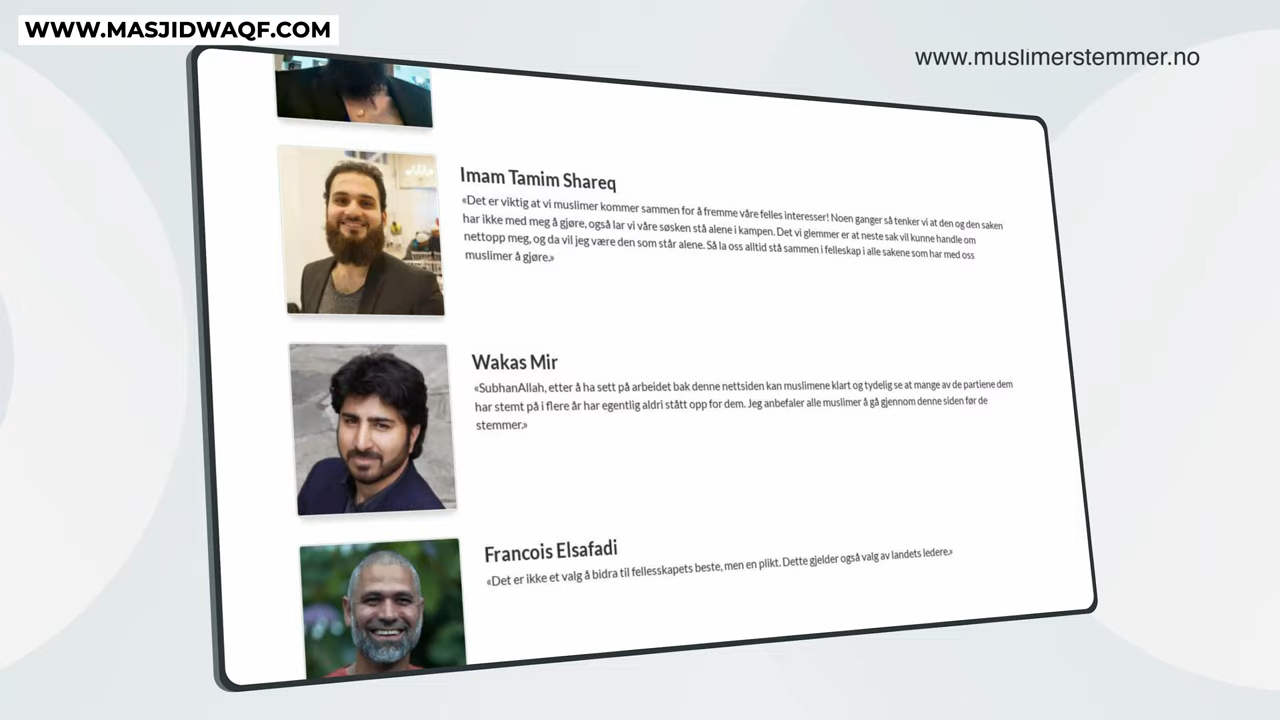 WWW.MASJIDWAQF.COM
www.muslimerstemmer.no
Imam Tamim Shareq
«Det er viktig at vi muslimer kommer sammen for å fremme våre felles interesser! Noen ganger så tenker vi at den og den saken
har ikke med meg å gjøre, også lar vi våre søsken stå alene i kampen. Det vi glemmer er at neste sak vil kunne handle om
nettopp meg, og da vil jeg være den som står alene. Så la oss alltid stå sammen i felleskap i alle sakene som har med oss
muslimer å gjøre.»
Wakas Mir
«SubhanAllah, etter å ha sett på arbeidet bak denne nettsiden kan muslimene klart og tydelig se at mange av de partiene dem
har stemt på i flere år har egentlig aldri stått opp for dem. Jeg anbefaler alle muslimer å gå gjennom denne siden før de
stemmer.»
Francois Elsafadi
«Det er ikke et valg å bidra til fellesskapets beste, men en plikt. Dette gjelder også valg av landets ledere.»